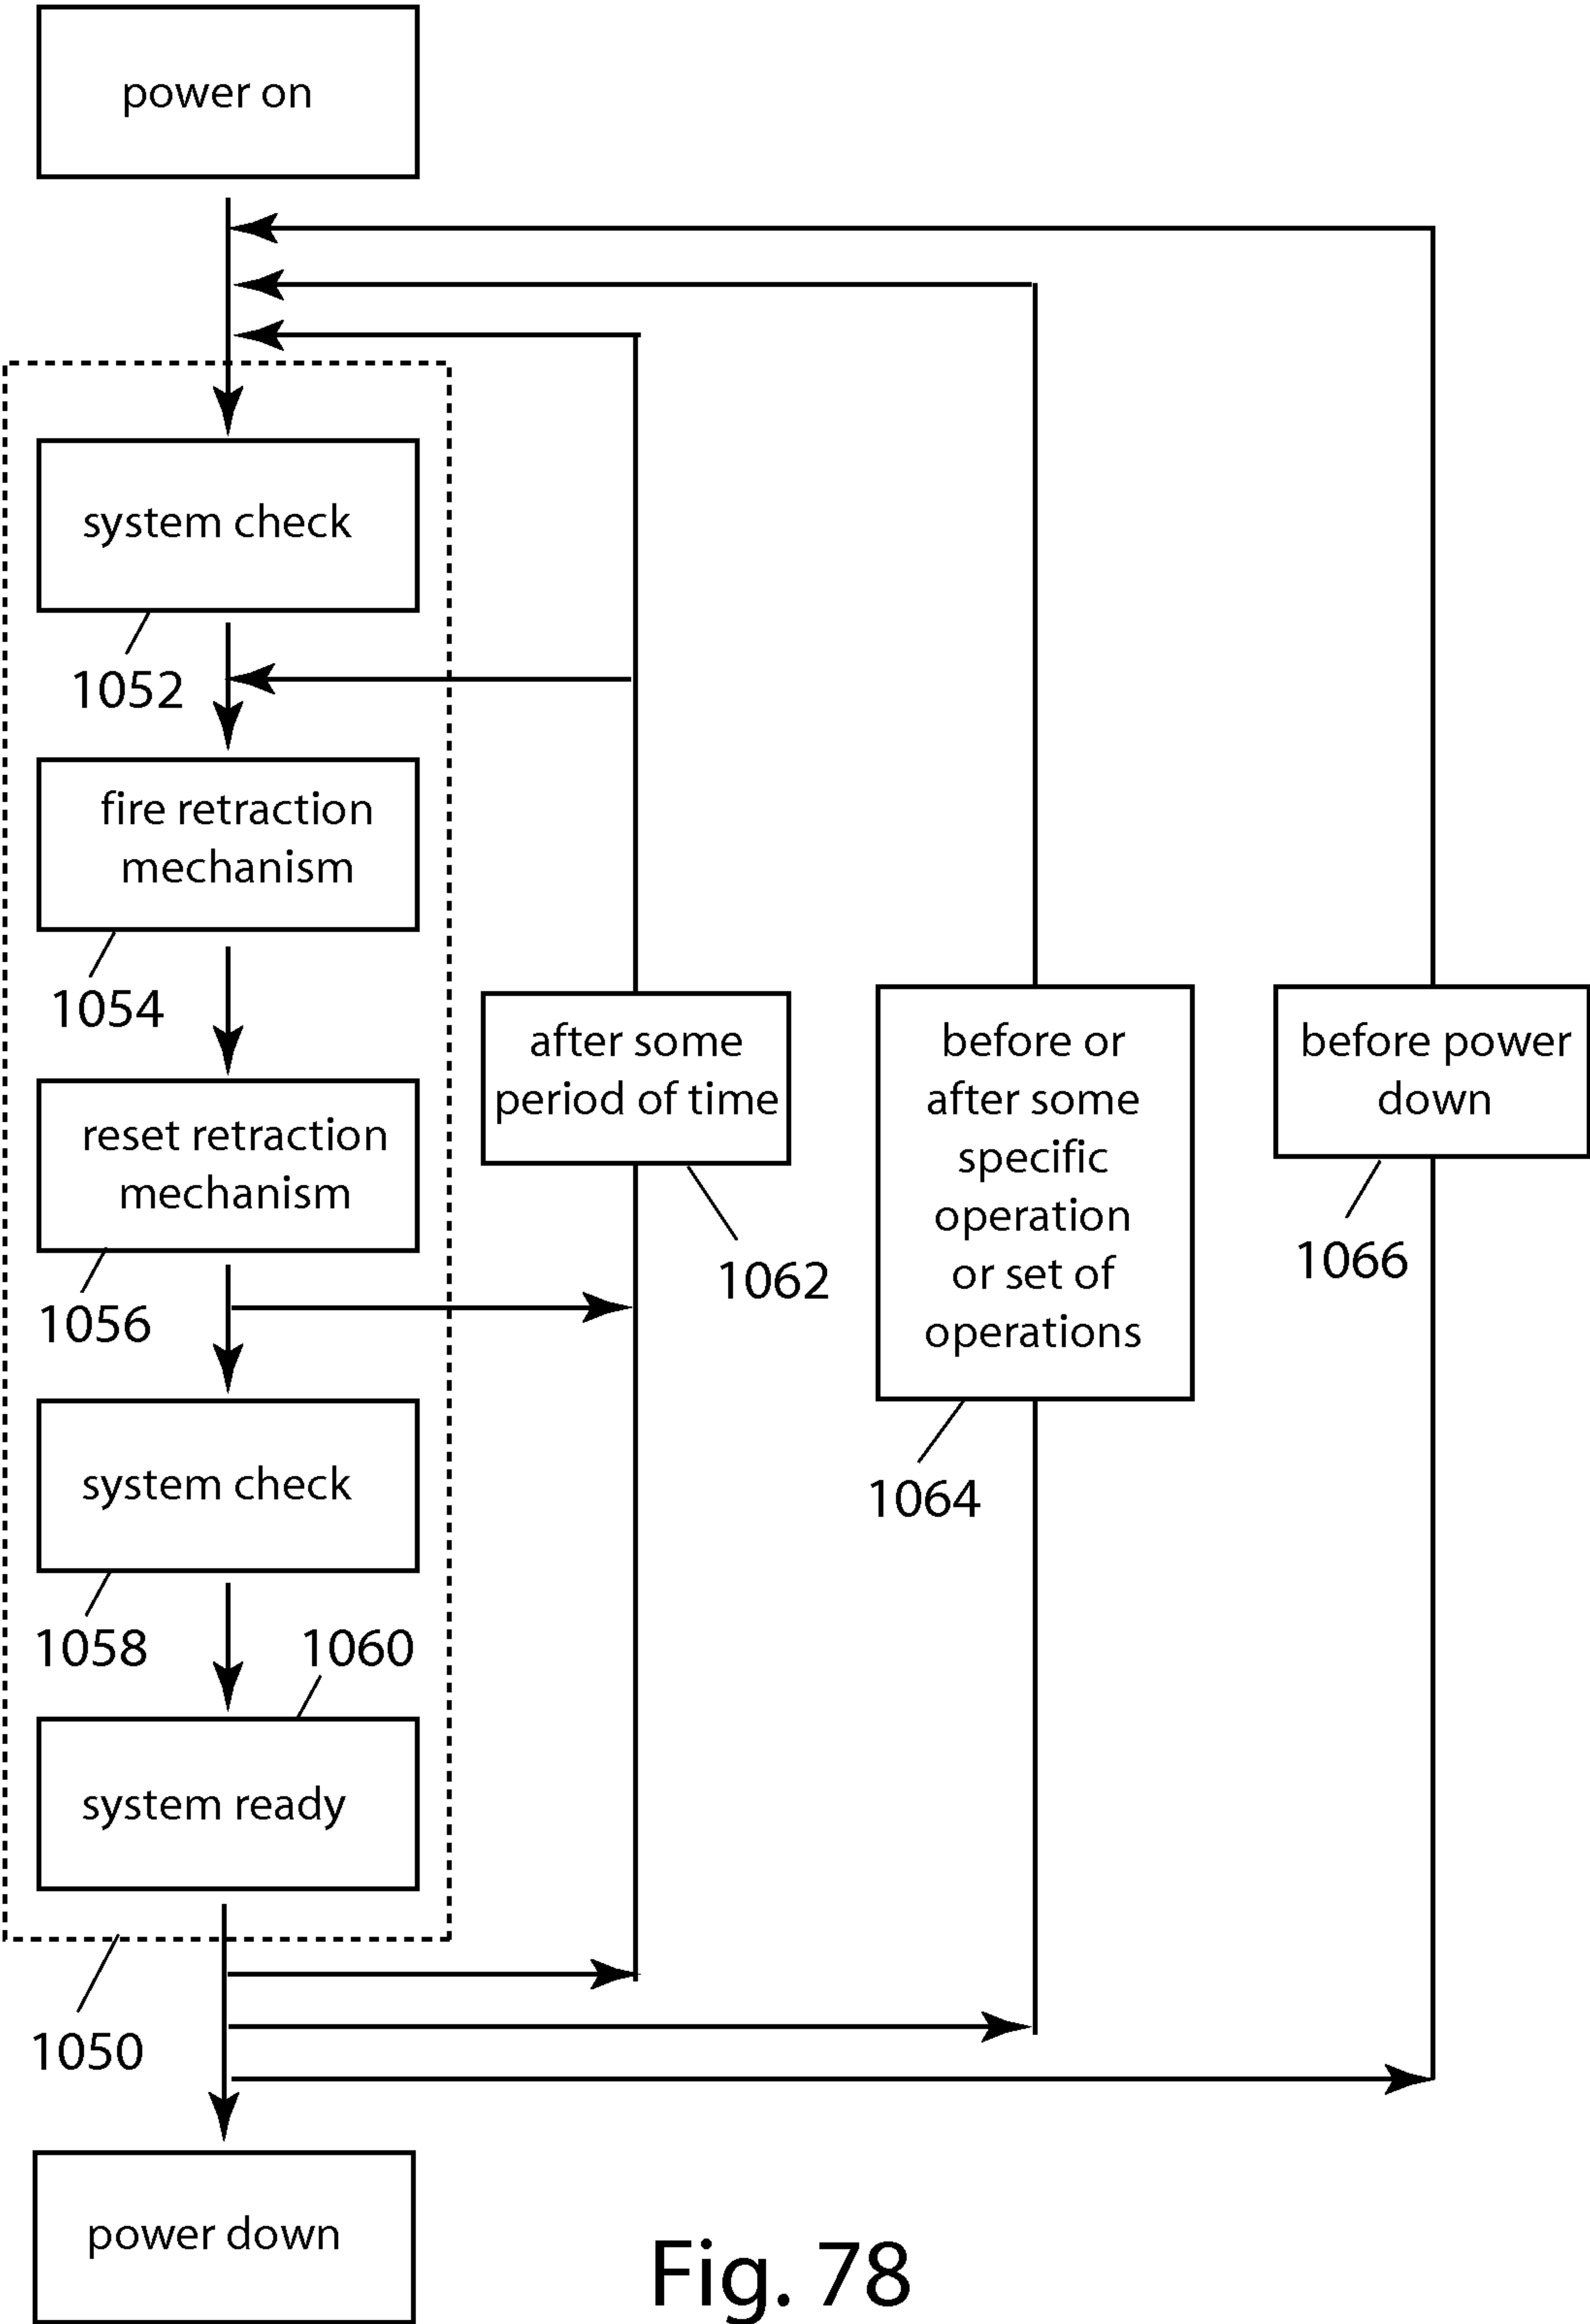 power on
system check
1052
fire retraction
mechanism
1054
after some
period of time
1062
before or
after some
specific
operation
or set of
operations
1064
before power
down
1066
reset retraction
mechanism
1056
system check
1058
1060
system ready
1050
power down
Fig. 78